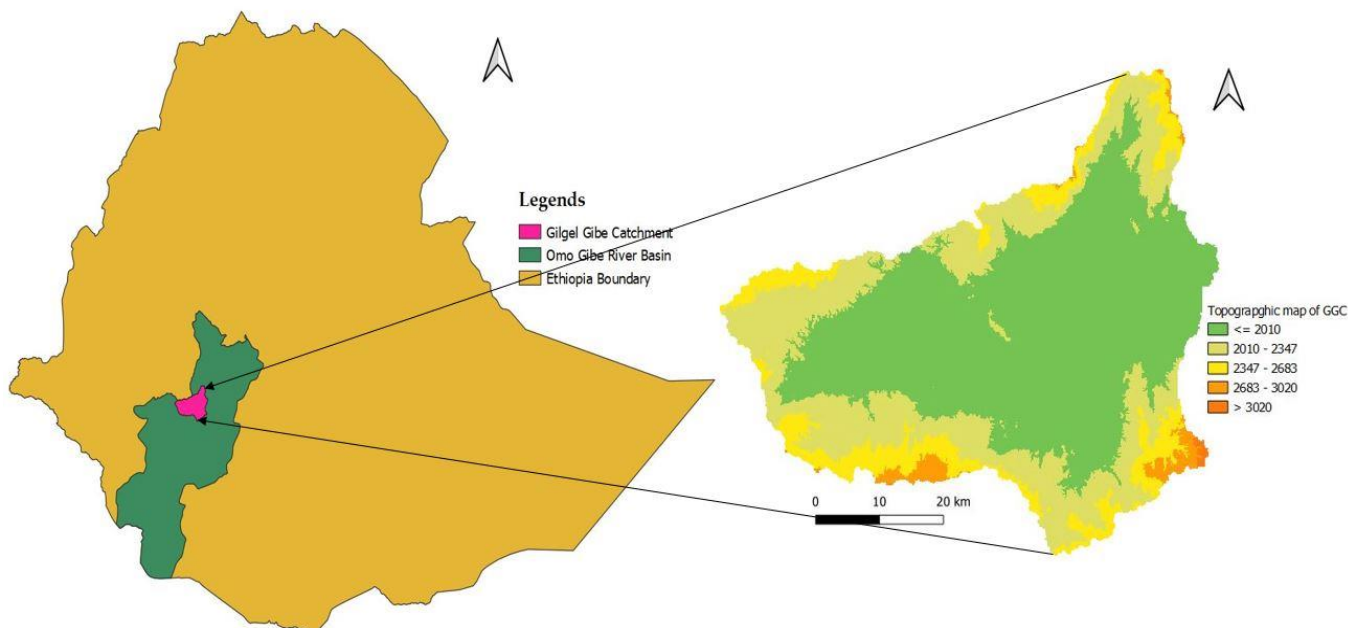 Legends
Gilgel Gibe Catchment
Omo Gibe River Basin
Ethiopia Boundary
Topograpghic map of GGC
<= 2010
2010 - 2347
2347 - 2683
2683 - 3020
> 3020
0 10 20 km